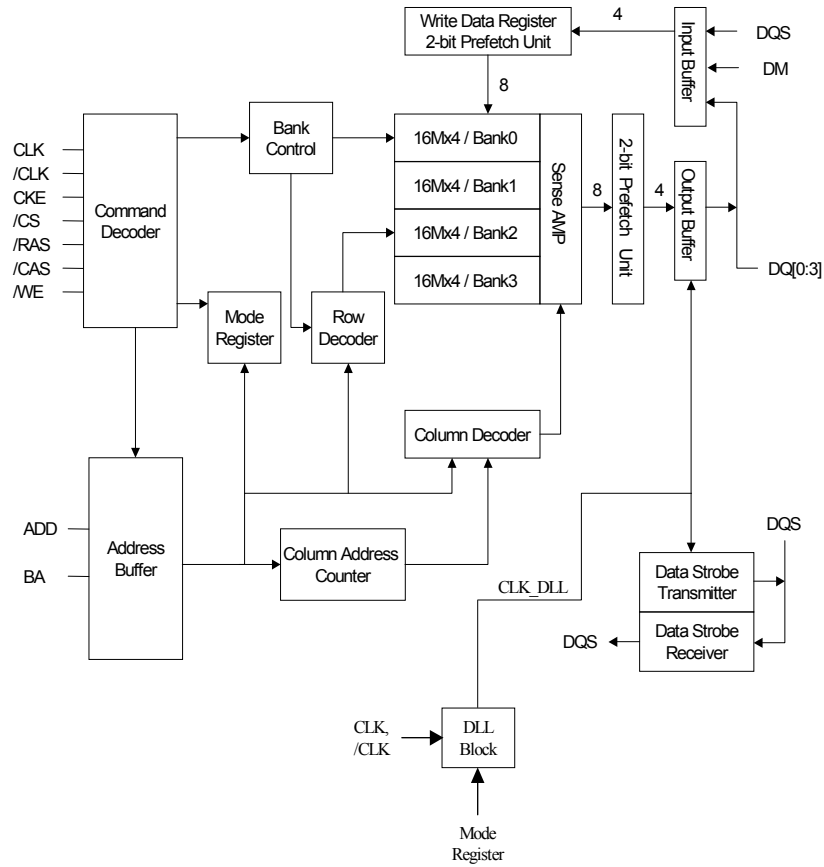 Write Data Register
2-bit Prefetch Unit
4
Input Buffer
DQS
DM
8
Bank
Control
16Mx4 / Bank0
16Mx4 / Bank1
16Mx4 / Bank2
16Mx4 / Bank3
Sense AMP
8
2-bit Prefetch Unit
4
Output Buffer
DQ[0:3]
CLK
/CLK
CKE
/CS
/RAS
/CAS
/WE
Command
Decoder
Mode
Register
Row
Decoder
Column Decoder
ADD
BA
Address
Buffer
Column Address
Counter
CLK_DLL
DQS
Data Strobe
Transmitter
Data Strobe
Receiver
DQS
CLK,
/CLK
DLL
Block
Mode
Register